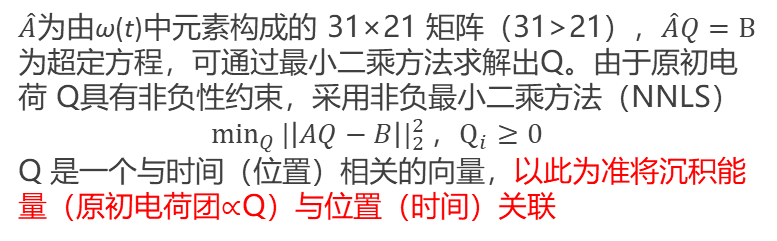 Â为由ω(t)中元素构成的 31×21 矩阵（31>21），ÂQ = B
为超定方程，可通过最小二乘方法求解出Q。由于原初电
荷 Q具有非负性约束，采用非负最小二乘方法（NNLS）
min_Q ||AQ − B||₂² ，Q_i ≥ 0
Q 是一个与时间（位置）相关的向量，以此为准将沉积能
量（原初电荷团∝Q）与位置（时间）关联